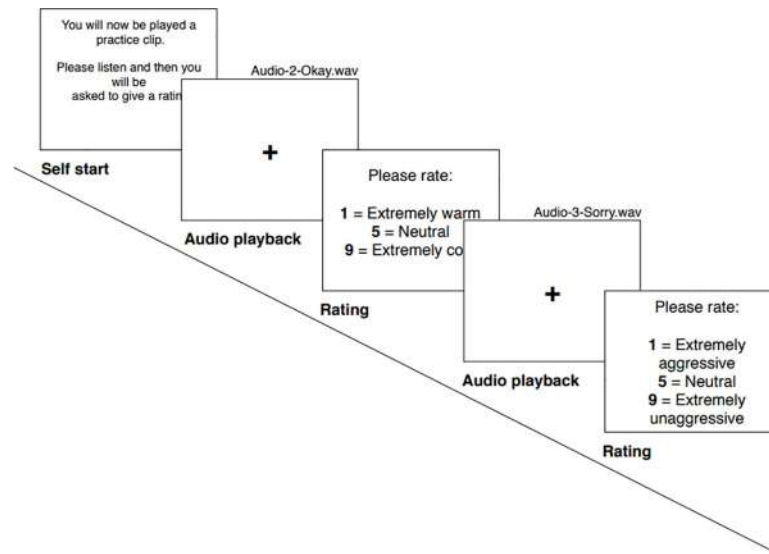 You will now be played a
practice clip.
Please listen and then you
will be
asked to give a ratin
Self start
Audio-2-Okay.wav
+
Audio playback
Please rate:
1 = Extremely warm
5 = Neutral
9 = Extremely co
Rating
Audio-3-Sorry.wav
+
Audio playback
Please rate:
1 = Extremely
aggressive
5 = Neutral
9 = Extremely
unaggressive
Rating